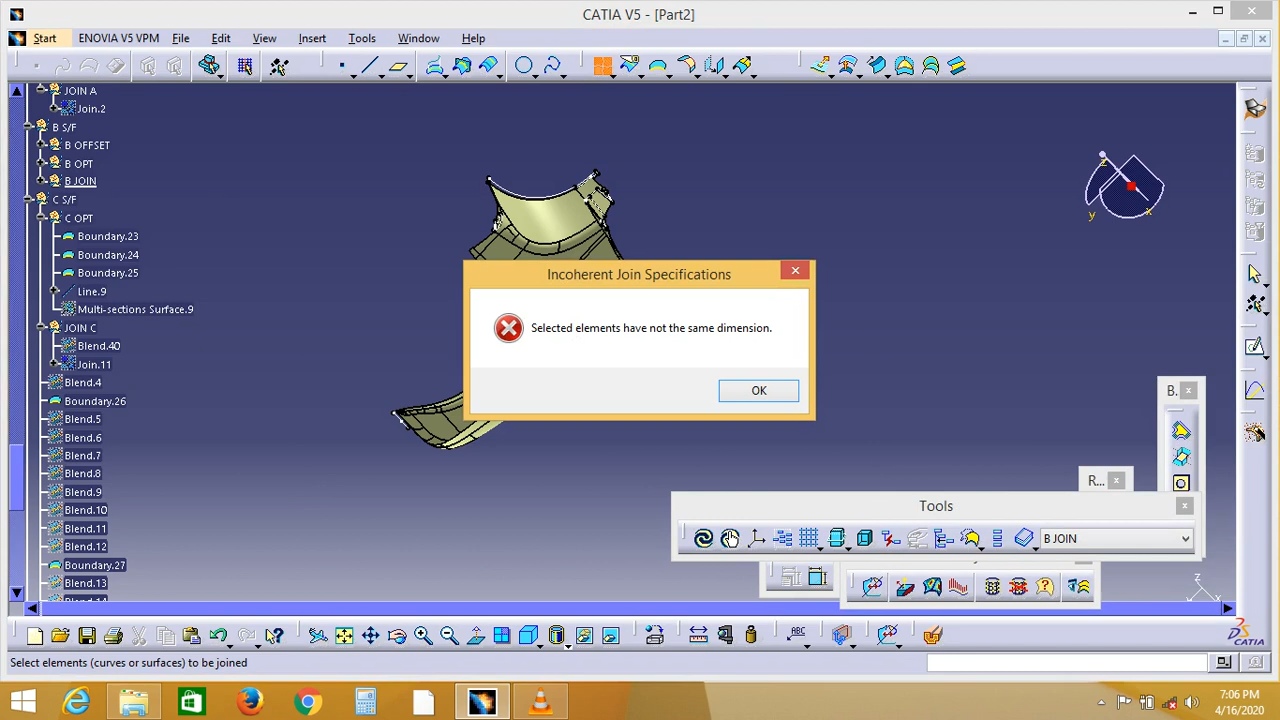 CATIA V5 - [Part2]
Start ENOVIA V5 VPM File Edit View Insert Tools Window Help
JOIN A
Join.2
B S/F
B OFFSET
B OPT
B JOIN
C S/F
C OPT
Boundary.23
Boundary.24
Boundary.25
Line.9
Multi-sections Surface.9
JOIN C
Blend.40
Join.11
Blend.4
Boundary.26
Blend.5
Blend.6
Blend.7
Blend.8
Blend.9
Blend.10
Blend.11
Blend.12
Boundary.27
Blend.13
z
y
x
Incoherent Join Specifications
Selected elements have not the same dimension.
OK
B.
R...
Tools
B JOIN
z
x
ABC
CATIA
Select elements (curves or surfaces) to be joined
7:06 PM
4/16/2020